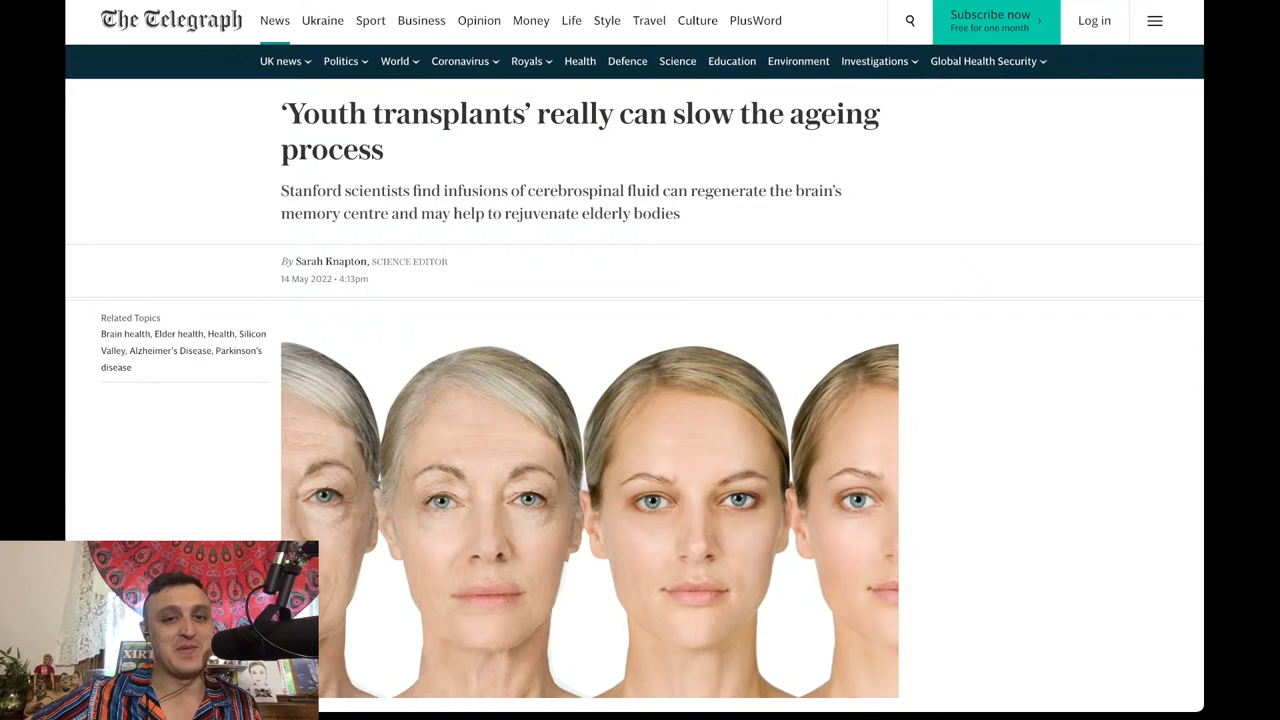 The Telegraph
News Ukraine Sport Business Opinion Money Life Style Travel Culture PlusWord
Subscribe now
Free for one month
Log in
UK news Politics World Coronavirus Royals Health Defence Science Education Environment Investigations Global Health Security
‘Youth transplants’ really can slow the ageing
process
Stanford scientists find infusions of cerebrospinal fluid can regenerate the brain’s
memory centre and may help to rejuvenate elderly bodies
By Sarah Knapton, SCIENCE EDITOR
14 May 2022 • 4:13pm
Related Topics
Brain health, Elder health, Health, Silicon
Valley, Alzheimer’s Disease, Parkinson’s
disease